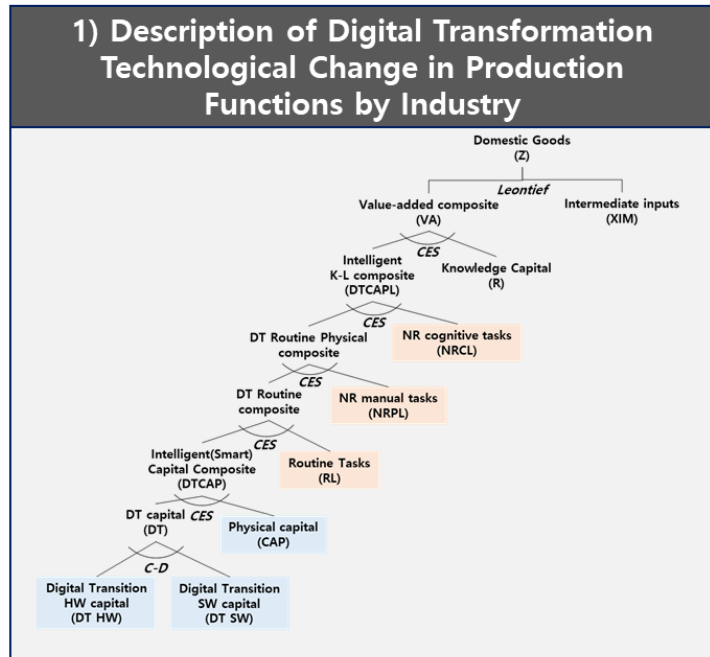 1) Description of Digital Transformation
Technological Change in Production
Functions by Industry
Domestic Goods
(Z)
Leontief
Value-added composite
(VA)
Intermediate inputs
(XIM)
CES
Intelligent
K-L composite
(DTCAPL)
Knowledge Capital
(R)
CES
DT Routine Physical
composite
NR cognitive tasks
(NRCL)
CES
DT Routine
composite
NR manual tasks
(NRPL)
CES
Intelligent(Smart)
Capital Composite
(DTCAP)
Routine Tasks
(RL)
CES
DT capital
(DT)
Physical capital
(CAP)
C-D
Digital Transition
HW capital
(DT HW)
Digital Transition
SW capital
(DT SW)